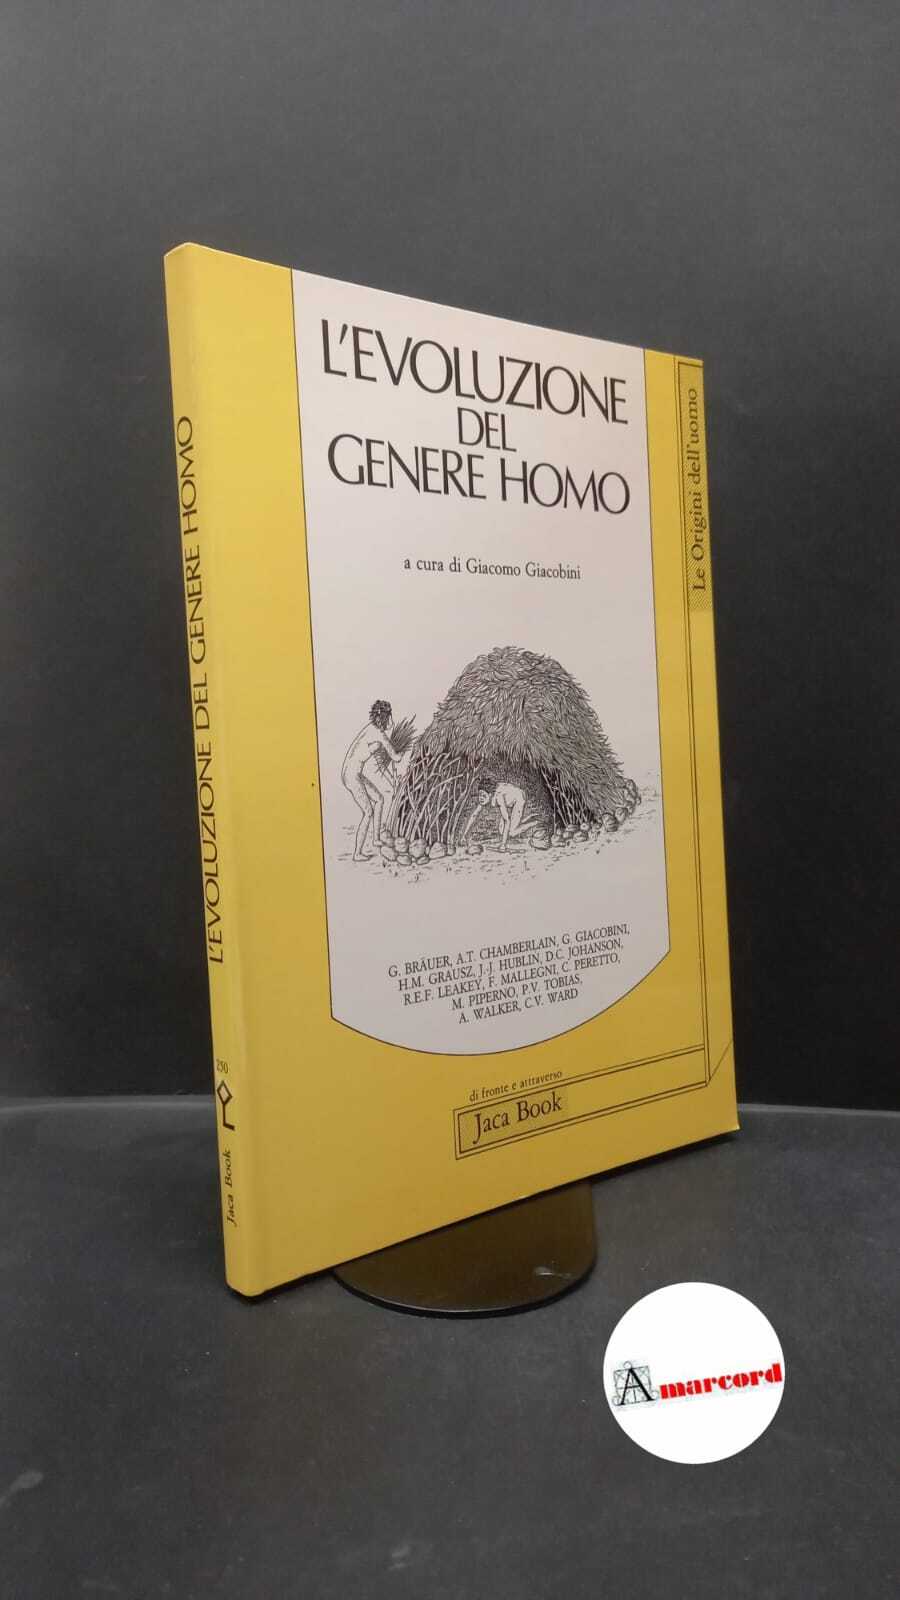 L'EVOLUZIONE
DEL
GENERE HOMO
a cura di Giacomo Giacobini
G. BRÄUER, A.T. CHAMBERLAIN, G. GIACOBINI,
H.M. GRAUSZ, J.-J. HUBLIN, D.C. JOHANSON,
R.E.F. LEAKEY, F. MALLEGNI, C. PERETTO,
M. PIPERNO, P.V. TOBIAS,
A. WALKER, C.V. WARD
di fronte e attraverso
Jaca Book
Le Origini dell'uomo
L'EVOLUZIONE DEL GENERE HOMO
250
Jaca Book
Amarcord